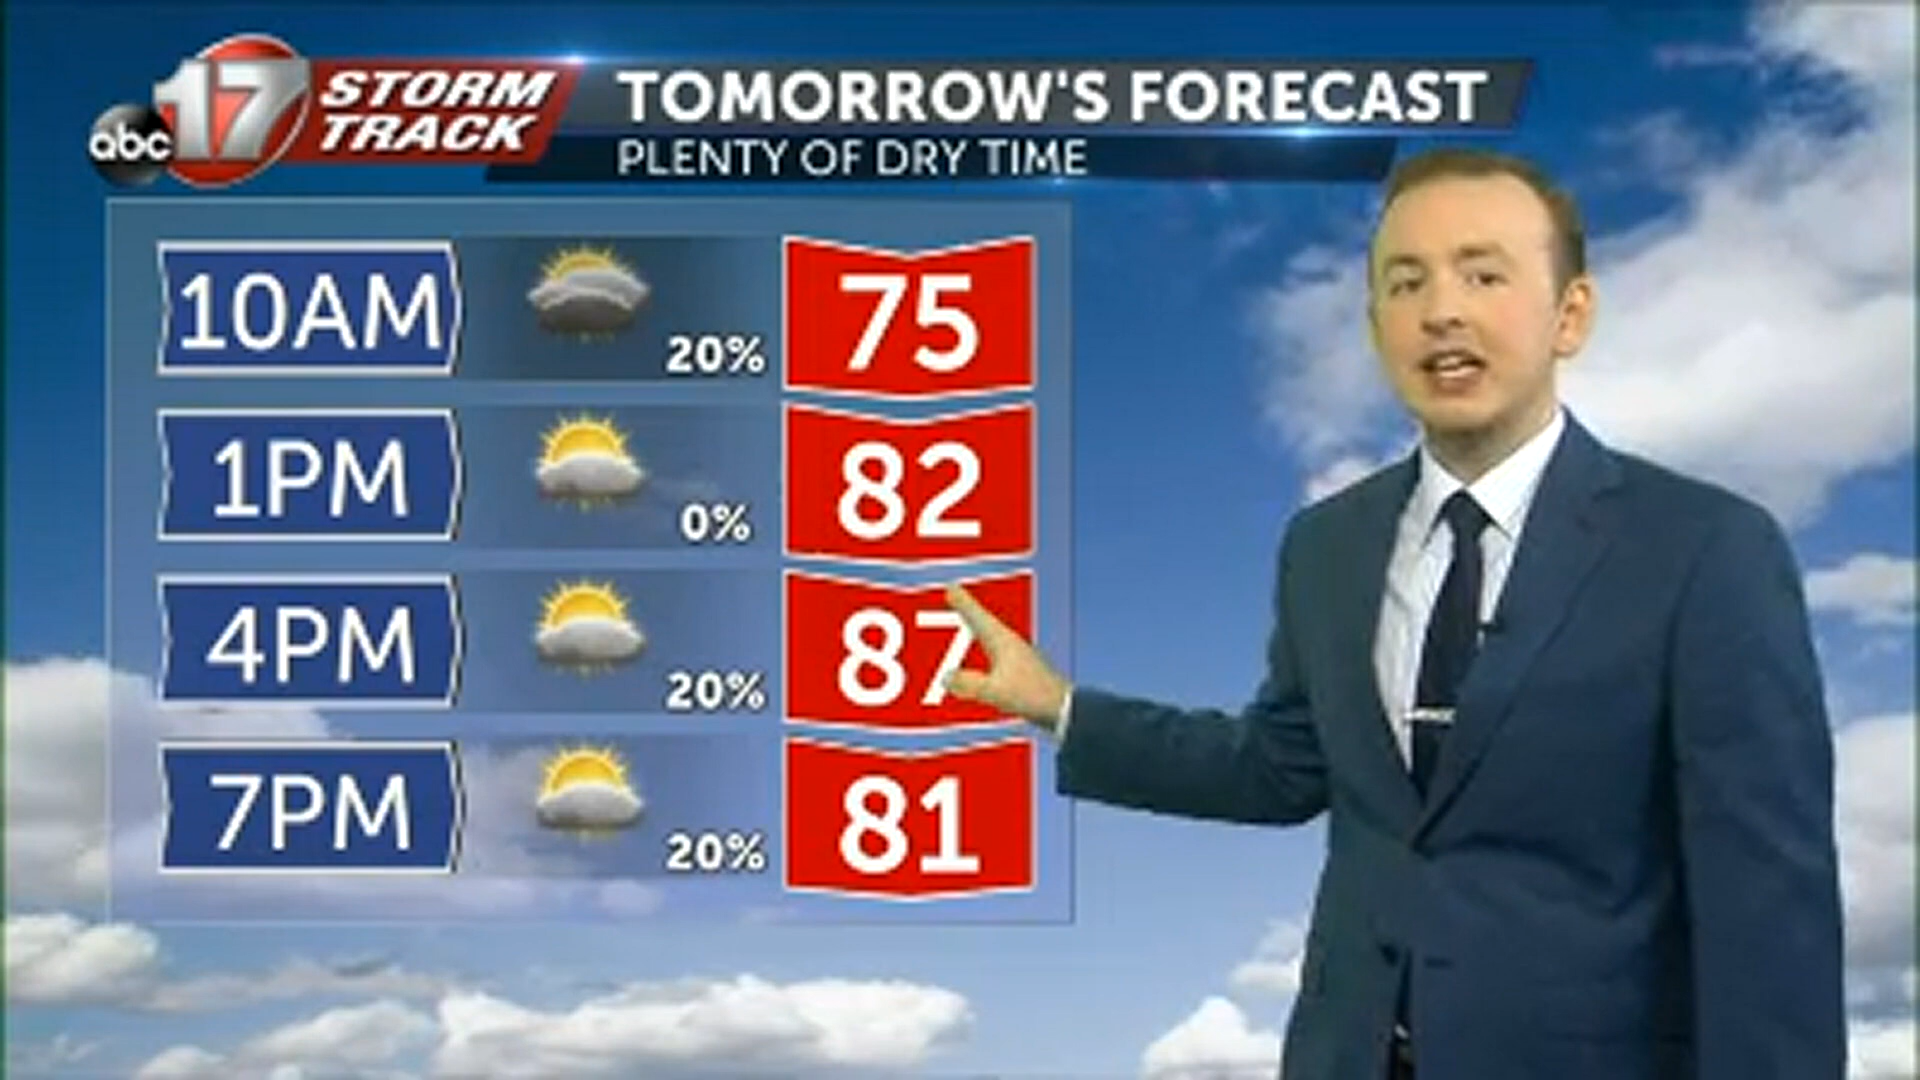 abc 17 STORM TRACK
TOMORROW'S FORECAST
PLENTY OF DRY TIME
10AM 20% 75
1PM 0% 82
4PM 20% 87
7PM 20% 81